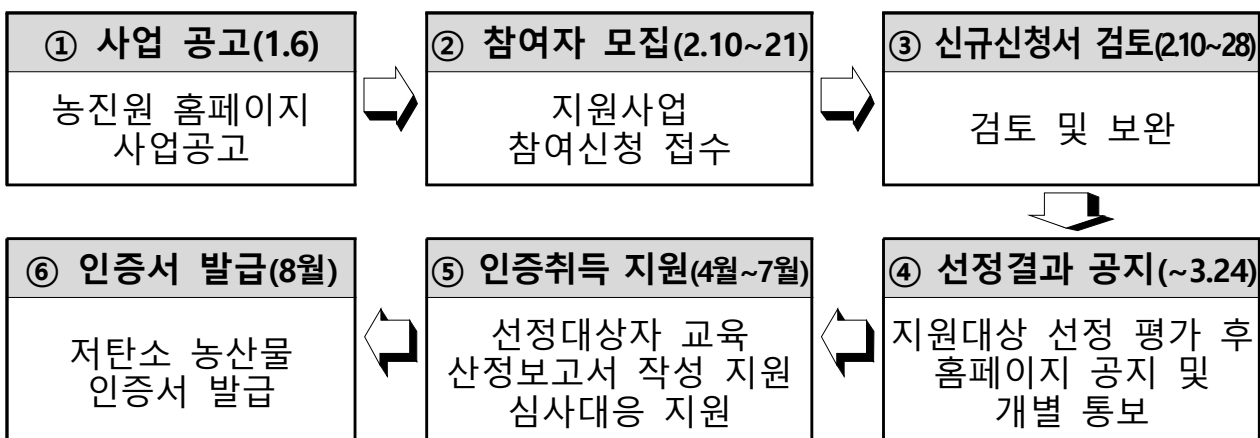 ① 사업 공고(1.6)
농진원 홈페이지
사업공고
② 참여자 모집(2.10~21)
지원사업
참여신청 접수
③ 신규신청서 검토(2.10~28)
검토 및 보완
④ 선정결과 공지(~3.24)
지원대상 선정 평가 후
홈페이지 공지 및
개별 통보
⑤ 인증취득 지원(4월~7월)
선정대상자 교육
산정보고서 작성 지원
심사대응 지원
⑥ 인증서 발급(8월)
저탄소 농산물
인증서 발급